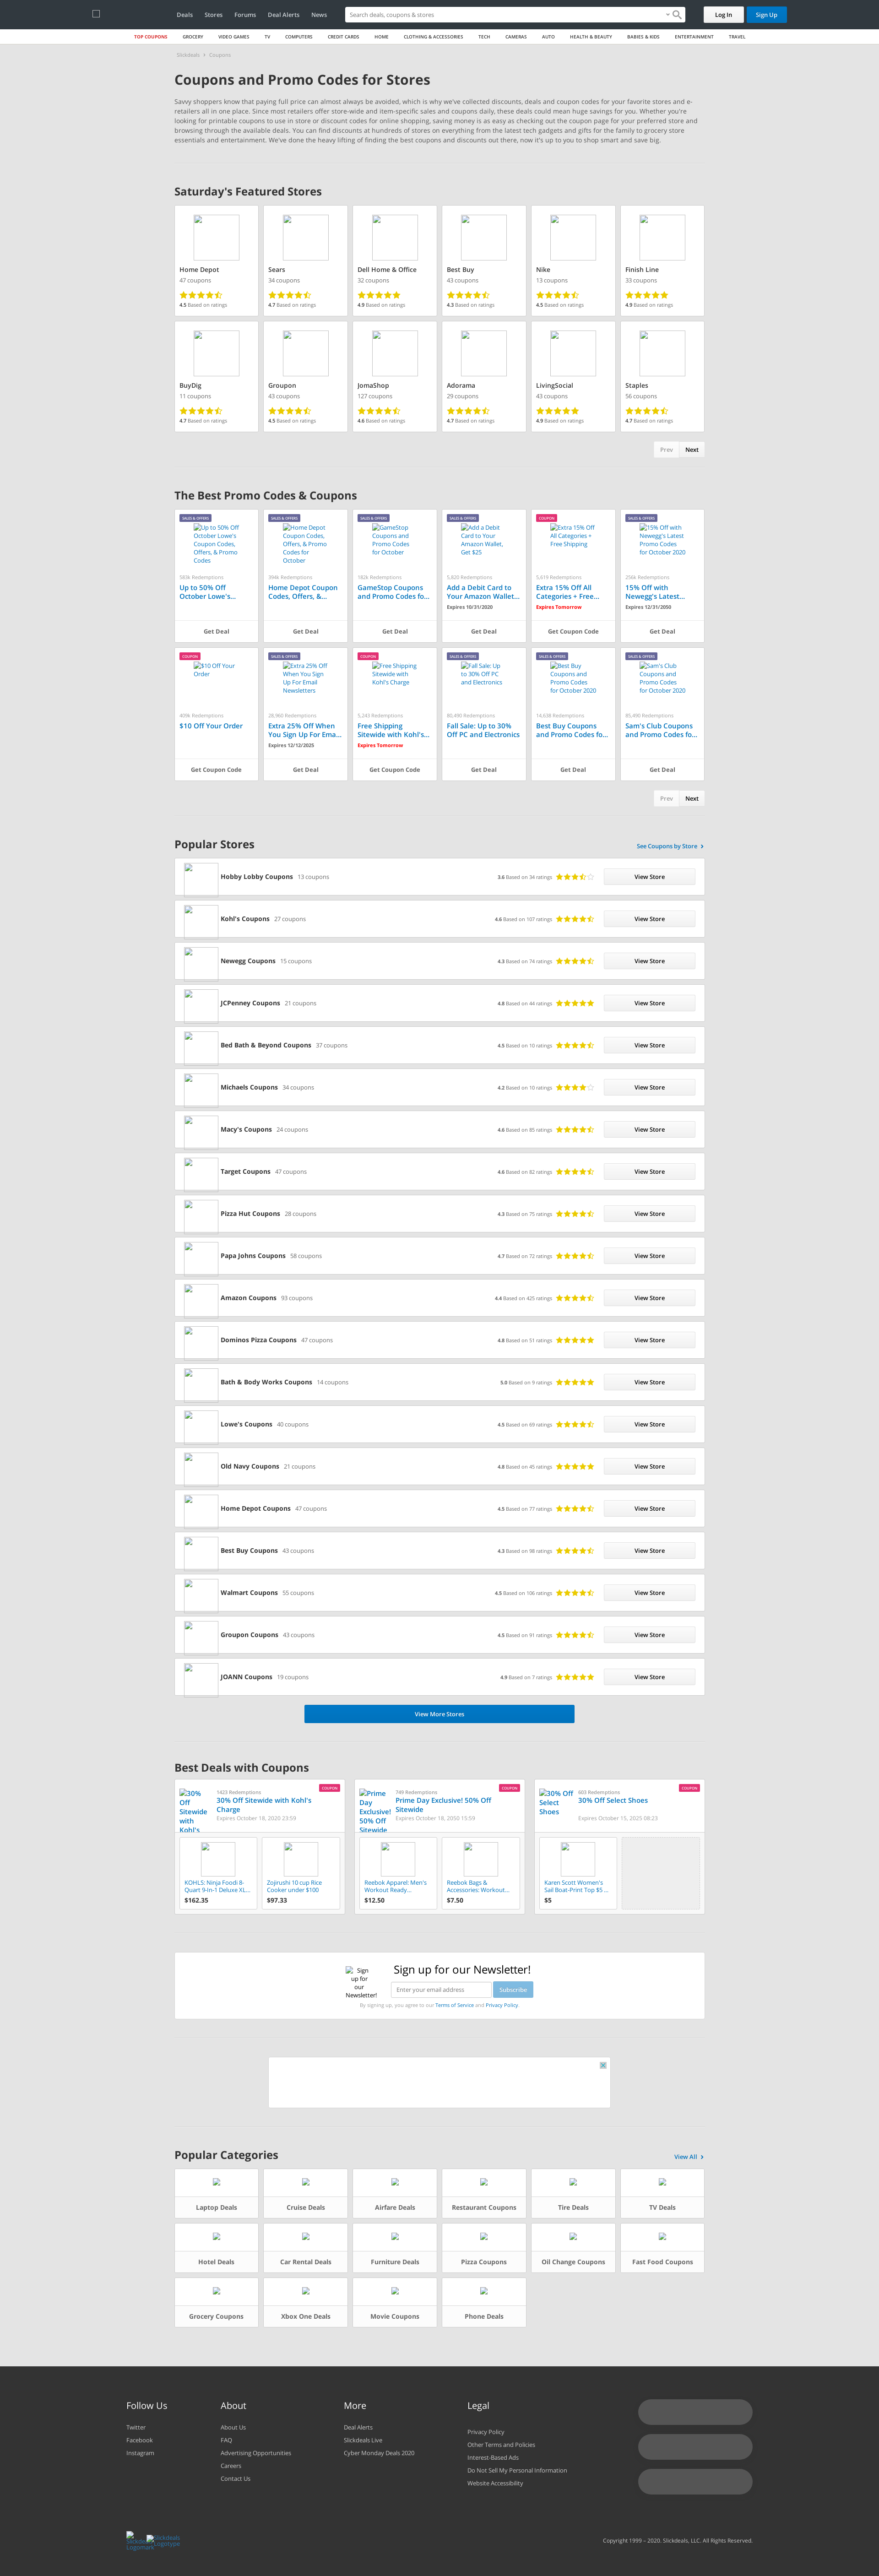 Deals Stores Forums Deal Alerts News Search deals, coupons & stores Log In Sign Up
TOP COUPONS GROCERY VIDEO GAMES TV COMPUTERS CREDIT CARDS HOME CLOTHING & ACCESSORIES TECH CAMERAS AUTO HEALTH & BEAUTY BABIES & KIDS ENTERTAINMENT TRAVEL
Slickdeals > Coupons
Coupons and Promo Codes for Stores
Savvy shoppers know that paying full price can almost always be avoided, which is why we've collected discounts, deals and coupon codes for your favorite stores and e-
retailers all in one place. Since most retailers offer store-wide and item-specific sales and coupons daily, these deals could mean huge savings for you. Whether you're
looking for printable coupons to use in store or discount codes for online shopping, saving money is as easy as checking out the coupon page for your preferred store and
browsing through the available deals. You can find discounts at hundreds of stores on everything from the latest tech gadgets and gifts for the family to grocery store
essentials and entertainment. We've done the heavy lifting of finding the best coupons and discounts out there, now it's up to you to shop smart and save big.
Saturday's Featured Stores
Home Depot
47 coupons
4.5 Based on ratings
Sears
34 coupons
4.7 Based on ratings
Dell Home & Office
32 coupons
4.9 Based on ratings
Best Buy
43 coupons
4.3 Based on ratings
Nike
13 coupons
4.5 Based on ratings
Finish Line
33 coupons
4.9 Based on ratings
BuyDig
11 coupons
4.7 Based on ratings
Groupon
43 coupons
4.5 Based on ratings
JomaShop
127 coupons
4.6 Based on ratings
Adorama
29 coupons
4.7 Based on ratings
LivingSocial
43 coupons
4.9 Based on ratings
Staples
56 coupons
4.7 Based on ratings
Prev Next
The Best Promo Codes & Coupons
SALES & OFFERS
Up to 50% Off
October Lowe's
Coupon Codes,
Offers, & Promo
Codes
583k Redemptions
Up to 50% Off
October Lowe's...
Get Deal
SALES & OFFERS
Home Depot
Coupon Codes,
Offers, & Promo
Codes for
October
394k Redemptions
Home Depot Coupon
Codes, Offers, &...
Get Deal
SALES & OFFERS
GameStop
Coupons and
Promo Codes
for October
162k Redemptions
GameStop Coupons
and Promo Codes fo...
Get Deal
SALES & OFFERS
Add a Debit
Card to Your
Amazon Wallet,
Get $25
5,820 Redemptions
Add a Debit Card to
Your Amazon Wallet...
Expires 10/31/2020
Get Deal
COUPON
Extra 15% Off
All Categories +
Free Shipping
5,619 Redemptions
Extra 15% Off All
Categories + Free...
Expires Tomorrow
Get Coupon Code
SALES & OFFERS
15% Off with
Newegg's Latest
Promo Codes
for October 2020
256k Redemptions
15% Off with
Newegg's Latest...
Expires 12/31/2050
Get Deal
COUPON
$10 Off Your
Order
409k Redemptions
$10 Off Your Order
Get Coupon Code
SALES & OFFERS
Extra 25% Off
When You Sign
Up For Email
Newsletters
28,960 Redemptions
Extra 25% Off When
You Sign Up For Ema...
Expires 12/12/2025
Get Deal
COUPON
Free Shipping
Sitewide with
Kohl's Charge
5,243 Redemptions
Free Shipping
Sitewide with Kohl's...
Expires Tomorrow
Get Coupon Code
SALES & OFFERS
Fall Sale: Up
to 30% Off PC
and Electronics
80,490 Redemptions
Fall Sale: Up to 30%
Off PC and Electronics
Get Deal
SALES & OFFERS
Best Buy
Coupons and
Promo Codes
for October 2020
14,638 Redemptions
Best Buy Coupons
and Promo Codes fo...
Get Deal
SALES & OFFERS
Sam's Club
Coupons and
Promo Codes
for October 2020
80,490 Redemptions
Sam's Club Coupons
and Promo Codes fo...
Get Deal
Prev Next
Popular Stores See Coupons by Store >
Hobby Lobby Coupons 13 coupons 3.6 Based on 34 ratings View Store
Kohl's Coupons 27 coupons 4.6 Based on 107 ratings View Store
Newegg Coupons 15 coupons 4.3 Based on 74 ratings View Store
JCPenney Coupons 21 coupons 4.8 Based on 44 ratings View Store
Bed Bath & Beyond Coupons 37 coupons 4.5 Based on 10 ratings View Store
Michaels Coupons 34 coupons 4.2 Based on 10 ratings View Store
Macy's Coupons 24 coupons 4.6 Based on 85 ratings View Store
Target Coupons 47 coupons 4.6 Based on 82 ratings View Store
Pizza Hut Coupons 28 coupons 4.3 Based on 75 ratings View Store
Papa Johns Coupons 58 coupons 4.7 Based on 72 ratings View Store
Amazon Coupons 93 coupons 4.4 Based on 425 ratings View Store
Dominos Pizza Coupons 47 coupons 4.8 Based on 51 ratings View Store
Bath & Body Works Coupons 14 coupons 5.0 Based on 9 ratings View Store
Lowe's Coupons 40 coupons 4.5 Based on 69 ratings View Store
Old Navy Coupons 21 coupons 4.8 Based on 45 ratings View Store
Home Depot Coupons 47 coupons 4.5 Based on 77 ratings View Store
Best Buy Coupons 43 coupons 4.3 Based on 98 ratings View Store
Walmart Coupons 55 coupons 4.5 Based on 106 ratings View Store
Groupon Coupons 43 coupons 4.5 Based on 91 ratings View Store
JOANN Coupons 19 coupons 4.9 Based on 7 ratings View Store
View More Stores
Best Deals with Coupons
COUPON
30%
Off
Sitewide
with
Kohl's
1423 Redemptions
30% Off Sitewide with Kohl's
Charge
Expires October 18, 2020 23:59
KOHLS: Ninja Foodi 8-
Quart 9-in-1 Deluxe XL...
$162.35
Zojirushi 10 cup Rice
Cooker under $100
$97.33
COUPON
Prime
Day
Exclusive!
50% Off
Sitewide
749 Redemptions
Prime Day Exclusive! 50% Off
Sitewide
Expires October 18, 2050 15:59
Reebok Apparel: Men's
Workout Ready...
$12.50
Reebok Bags &
Accessories: Workout...
$7.50
COUPON
30% Off
Select
Shoes
603 Redemptions
30% Off Select Shoes
Expires October 15, 2025 08:23
Karen Scott Women's
Sail Boat-Print Top $5 ...
$5
Sign
up for
our
Newsletter!
Sign up for our Newsletter!
Enter your email address Subscribe
By signing up, you agree to our Terms of Service and Privacy Policy.
Popular Categories View All >
Laptop Deals Cruise Deals Airfare Deals Restaurant Coupons Tire Deals TV Deals
Hotel Deals Car Rental Deals Furniture Deals Pizza Coupons Oil Change Coupons Fast Food Coupons
Grocery Coupons Xbox One Deals Movie Coupons Phone Deals
Follow Us
Twitter
Facebook
Instagram
About
About Us
FAQ
Advertising Opportunities
Careers
Contact Us
More
Deal Alerts
Slickdeals Live
Cyber Monday Deals 2020
Legal
Privacy Policy
Other Terms and Policies
Interest-Based Ads
Do Not Sell My Personal Information
Website Accessibility
Slickdeals
Logotype
Copyright 1999 – 2020. Slickdeals, LLC. All Rights Reserved.